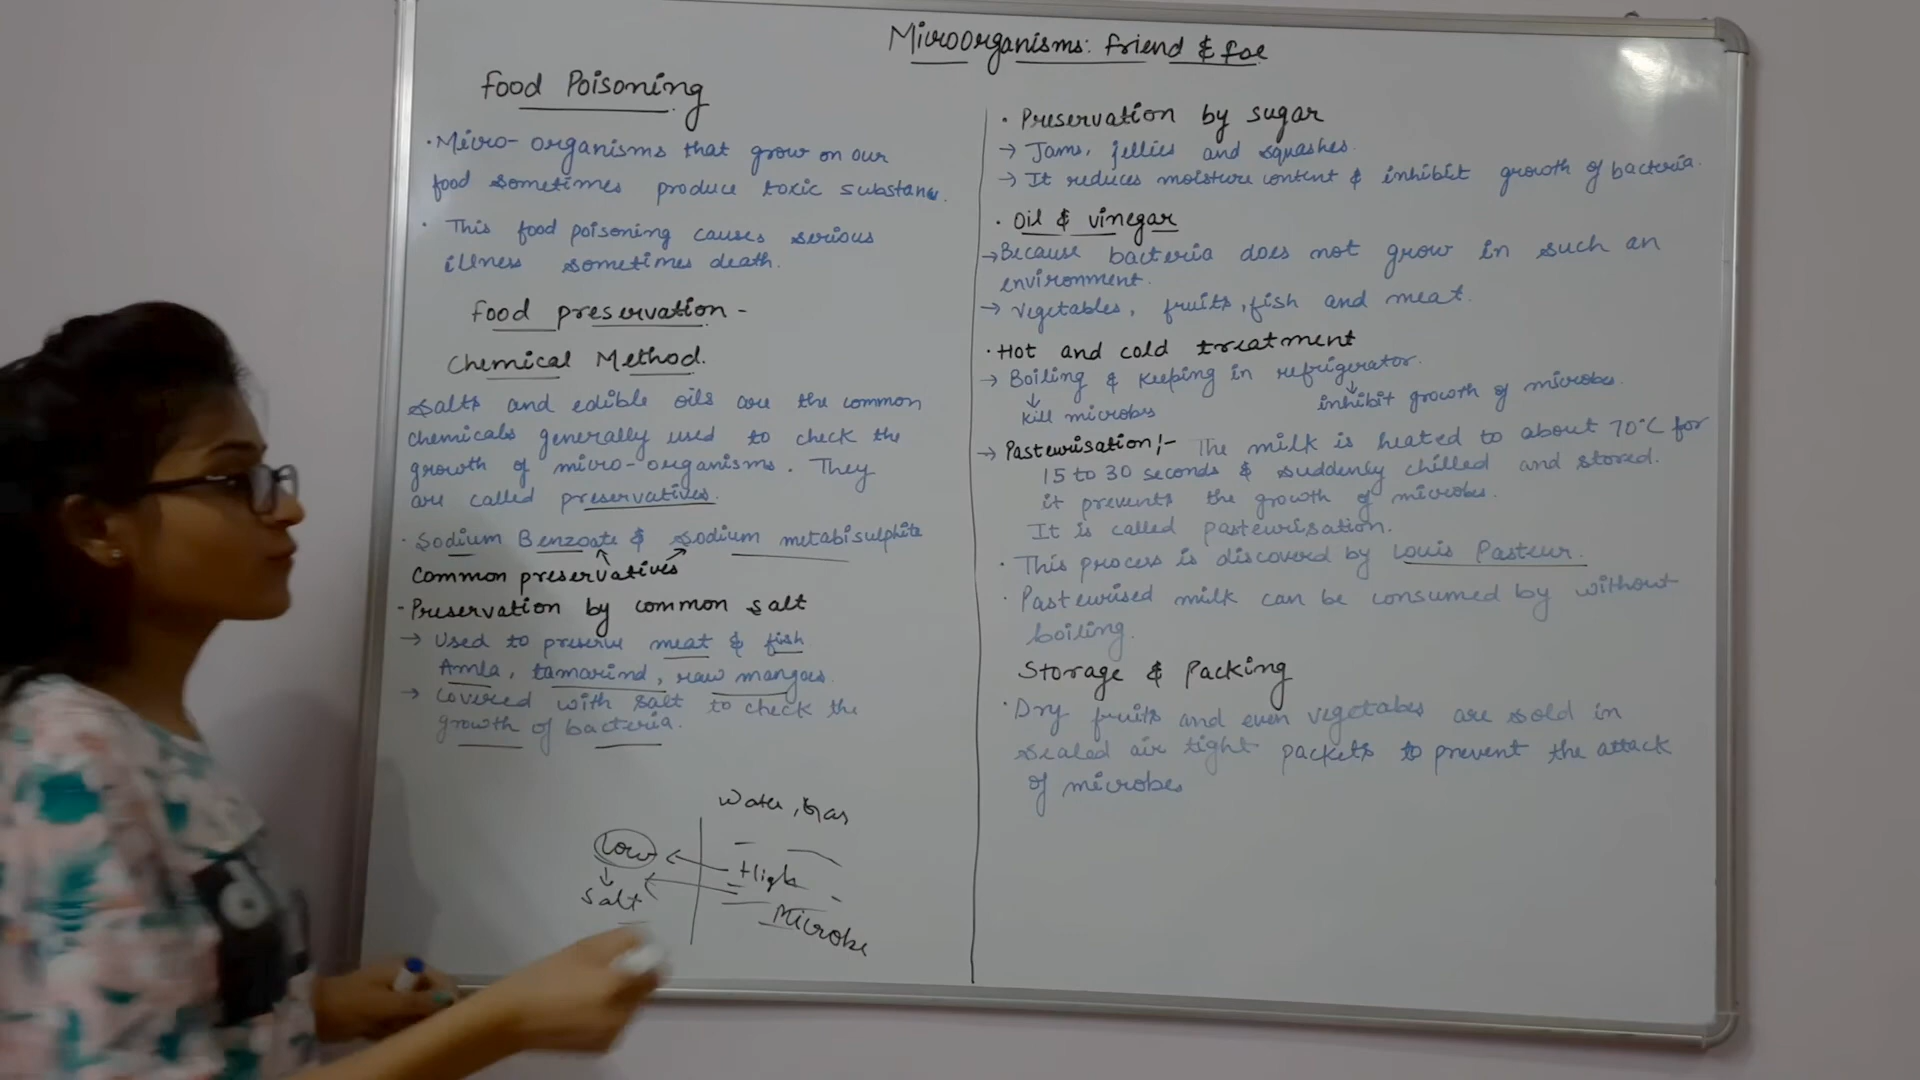 Microorganisms: Friend & Foe
Food Poisoning
· Micro-organisms that grow on our
food sometimes produce toxic substance.
· This food poisoning causes serious
illness sometimes death.
Food preservation -
Chemical Method.
Salts and edible oils are the common
chemicals generally used to check the
growth of micro-organisms. They
are called preservatives.
· Sodium Benzoate & Sodium metabisulphite
Common preservatives
- Preservation by common salt
→ Used to preserve meat & fish
Amla, tamarind, raw mangoes.
→ Covered with salt to check the
growth of bacteria.
Water, Gas
Low ← High
↓
Salt
Microbe
· Preservation by sugar
→ Jams, jellies and squashes.
→ It reduces moisture content & inhibit growth of bacteria.
· Oil & vinegar
→ Because bacteria does not grow in such an
environment.
→ Vegetables, fruits, fish and meat.
· Hot and cold treatment
→ Boiling & keeping in refrigerator.
↓ ↓
kill microbes inhibit growth of microbes.
→ Pasteurisation:- The milk is heated to about 70°C for
15 to 30 seconds & suddenly chilled and stored.
it prevents the growth of microbes.
It is called pasteurisation.
· This process is discovered by Louis Pasteur.
· Pasteurised milk can be consumed by without
boiling.
Storage & Packing
· Dry fruits and even vegetables are sold in
sealed air tight packets to prevent the attack
of microbes